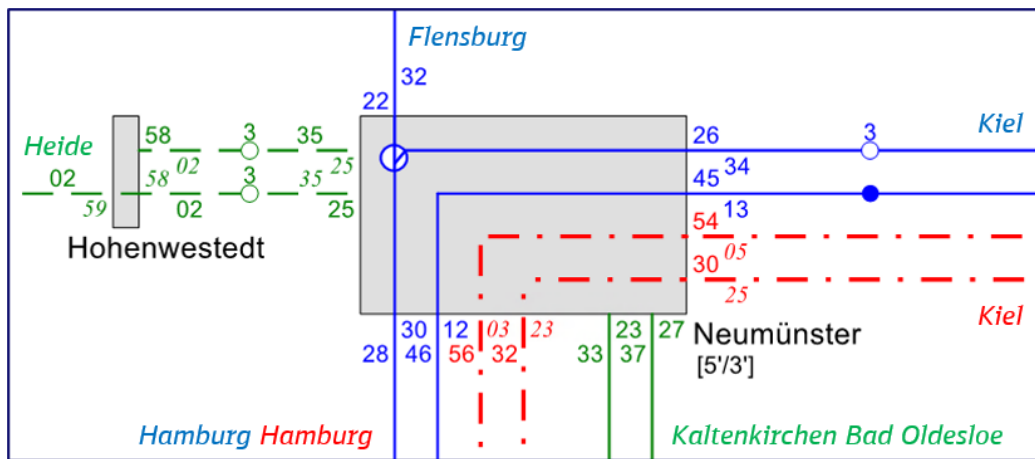 Flensburg
32
22
Heide
58 3 35
02 25
26 3 Kiel
34
02 58 3 35
59 02 25
45
13
Hohenwestedt
54
05
30
25
Kiel
30 12 03 23 23 27 Neumünster
28 46 56 32 33 37 [5'/3']
Hamburg Hamburg Kaltenkirchen Bad Oldesloe